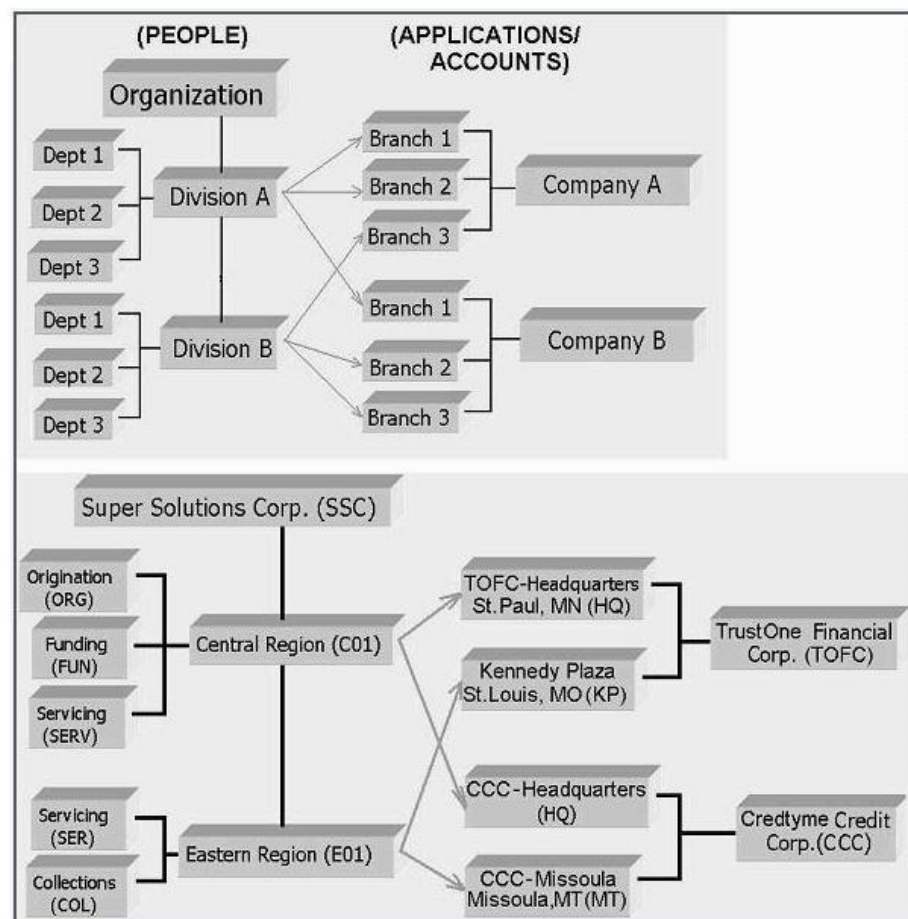 (PEOPLE)
(APPLICATIONS/
ACCOUNTS)
Organization
Dept 1
Dept 2
Dept 3
Division A
Dept 1
Dept 2
Dept 3
Division B
Branch 1
Branch 2
Branch 3
Company A
Branch 1
Branch 2
Branch 3
Company B
Super Solutions Corp. (SSC)
Origination
(ORG)
Funding
(FUN)
Servicing
(SERV)
Central Region (C01)
Servicing
(SER)
Collections
(COL)
Eastern Region (E01)
TOFC-Headquarters
St.Paul, MN (HQ)
Kennedy Plaza
St.Louis, MO (KP)
TrustOne Financial
Corp. (TOFC)
CCC-Headquarters
(HQ)
CCC-Missoula
Missoula,MT(MT)
Credtyme Credit
Corp.(CCC)